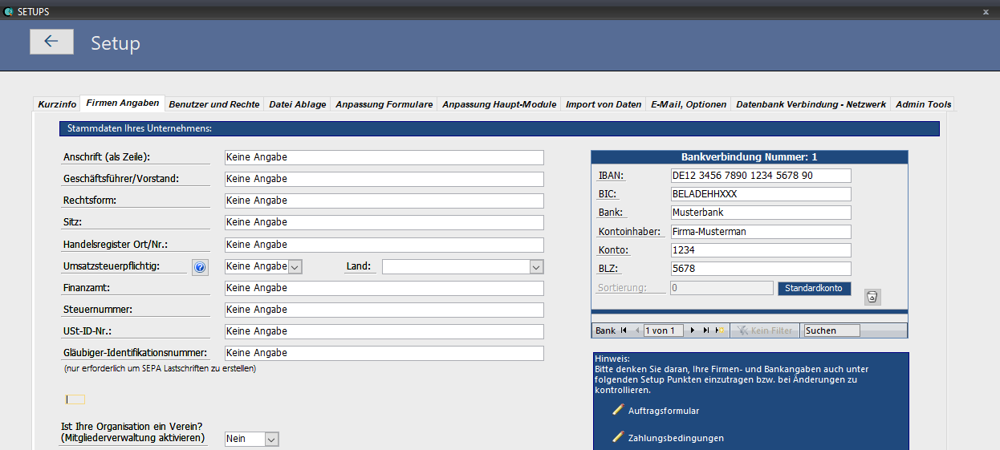 SETUPS
x
Setup
Kurzinfo Firmen Angaben Benutzer und Rechte Datei Ablage Anpassung Formulare Anpassung Haupt-Module Import von Daten E-Mail, Optionen Datenbank Verbindung - Netzwerk Admin Tools
Stammdaten Ihres Unternehmens:
Anschrift (als Zeile): Keine Angabe
Geschäftsführer/Vorstand: Keine Angabe
Rechtsform: Keine Angabe
Sitz: Keine Angabe
Handelsregister Ort/Nr.: Keine Angabe
Umsatzsteuerpflichtig: ? Keine Angabe Land:
Finanzamt: Keine Angabe
Steuernummer: Keine Angabe
USt-ID-Nr.: Keine Angabe
Gläubiger-Identifikationsnummer: Keine Angabe
(nur erforderlich um SEPA Lastschriften zu erstellen)
Ist Ihre Organisation ein Verein?
(Mitgliederverwaltung aktivieren) Nein
Bankverbindung Nummer: 1
IBAN: DE12 3456 7890 1234 5678 90
BIC: BELADEHHXXX
Bank: Musterbank
Kontoinhaber: Firma-Musterman
Konto: 1234
BLZ: 5678
Sortierung: 0 Standardkonto
Bank 1 von 1 Kein Filter Suchen
Hinweis:
Bitte denken Sie daran, Ihre Firmen- und Bankangaben auch unter
folgenden Setup Punkten einzutragen bzw. bei Änderungen zu
kontrollieren.
Auftragsformular
Zahlungsbedingungen